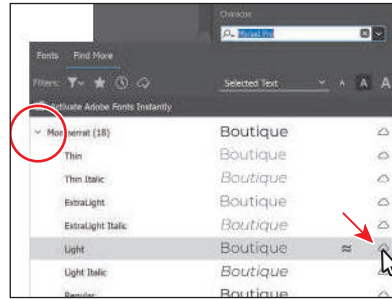 Character
Myriad Pro
Fonts Find More
Filters: Selected Text A A A
Activate Adobe Fonts Instantly
Montserrat (18) Boutique
Thin Boutique
Thin Italic Boutique
ExtraLight Boutique
ExtraLight Italic Boutique
Light Boutique
Light Italic Boutique
Regular Boutique